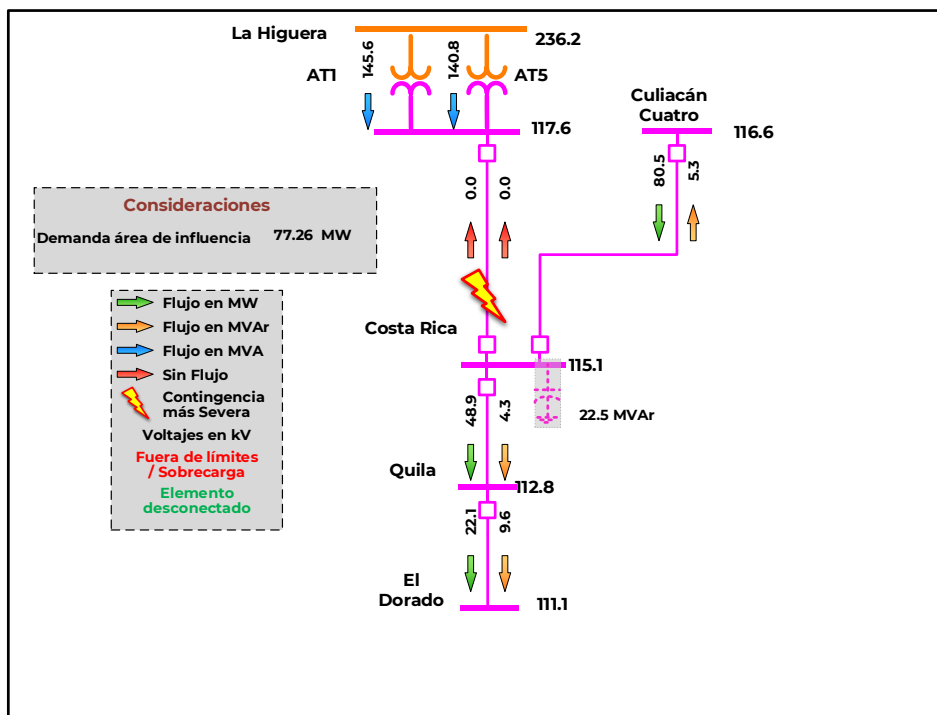 La Higuera
236.2
145.6
140.8
AT1
AT5
117.6
Culiacán
Cuatro
116.6
80.5
5.3
0.0
0.0
Consideraciones
Demanda área de influencia 77.26 MW
Flujo en MW
Flujo en MVAr
Flujo en MVA
Sin Flujo
Contingencia
más Severa
Voltajes en kV
Fuera de límites
/ Sobrecarga
Elemento
desconectado
Costa Rica
115.1
22.5 MVAr
48.9
4.3
Quila
112.8
22.1
9.6
El
Dorado
111.1